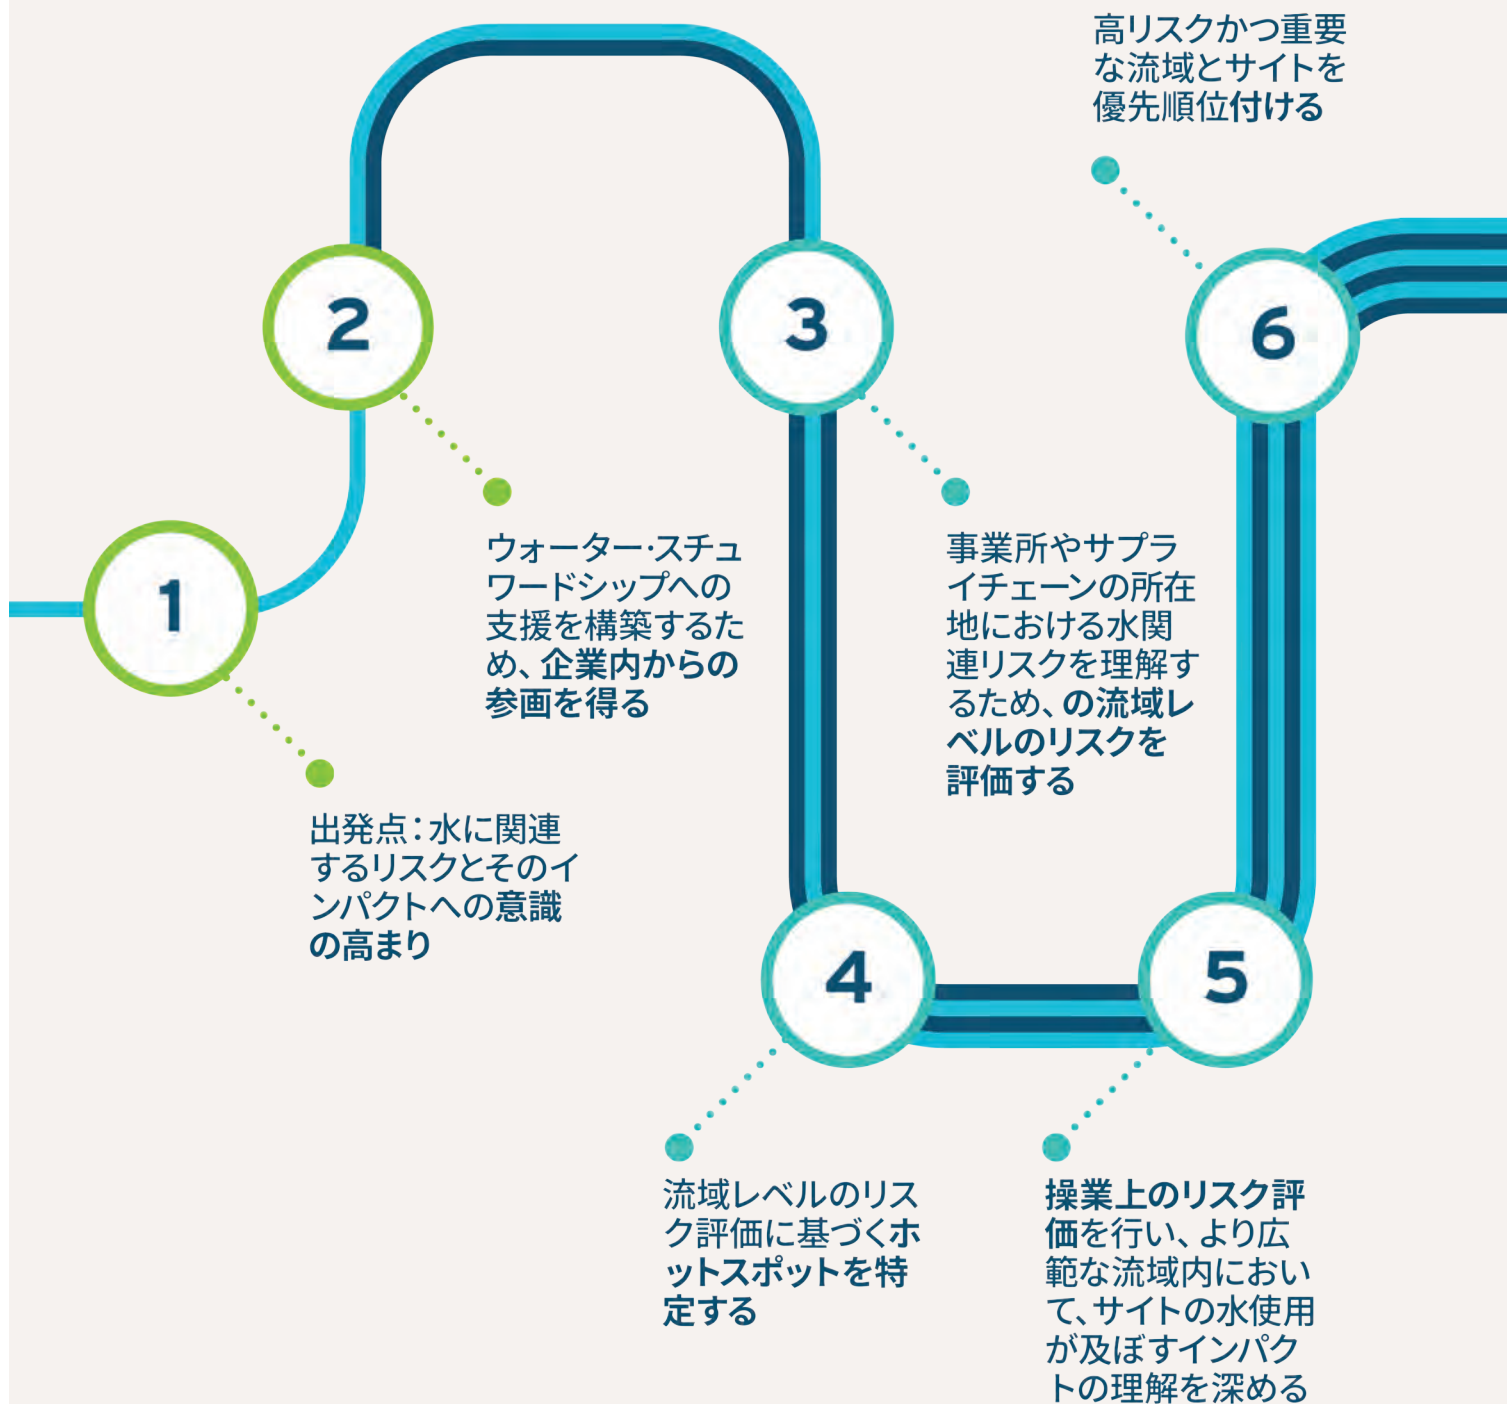 1
出発点：水に関連
するリスクとそのイ
ンパクトへの意識
の高まり
2
ウォーター・スチュ
ワードシップへの
支援を構築するた
め、企業内からの
参画を得る
3
事業所やサプラ
イチェーンの所在
地における水関
連リスクを理解す
るため、の流域レ
ベルのリスクを
評価する
4
流域レベルのリス
ク評価に基づくホ
ットスポットを特
定する
5
操業上のリスク評
価を行い、より広
範な流域内におい
て、サイトの水使用
が及ぼすインパク
トの理解を深める
6
高リスクかつ重要
な流域とサイトを
優先順位付ける